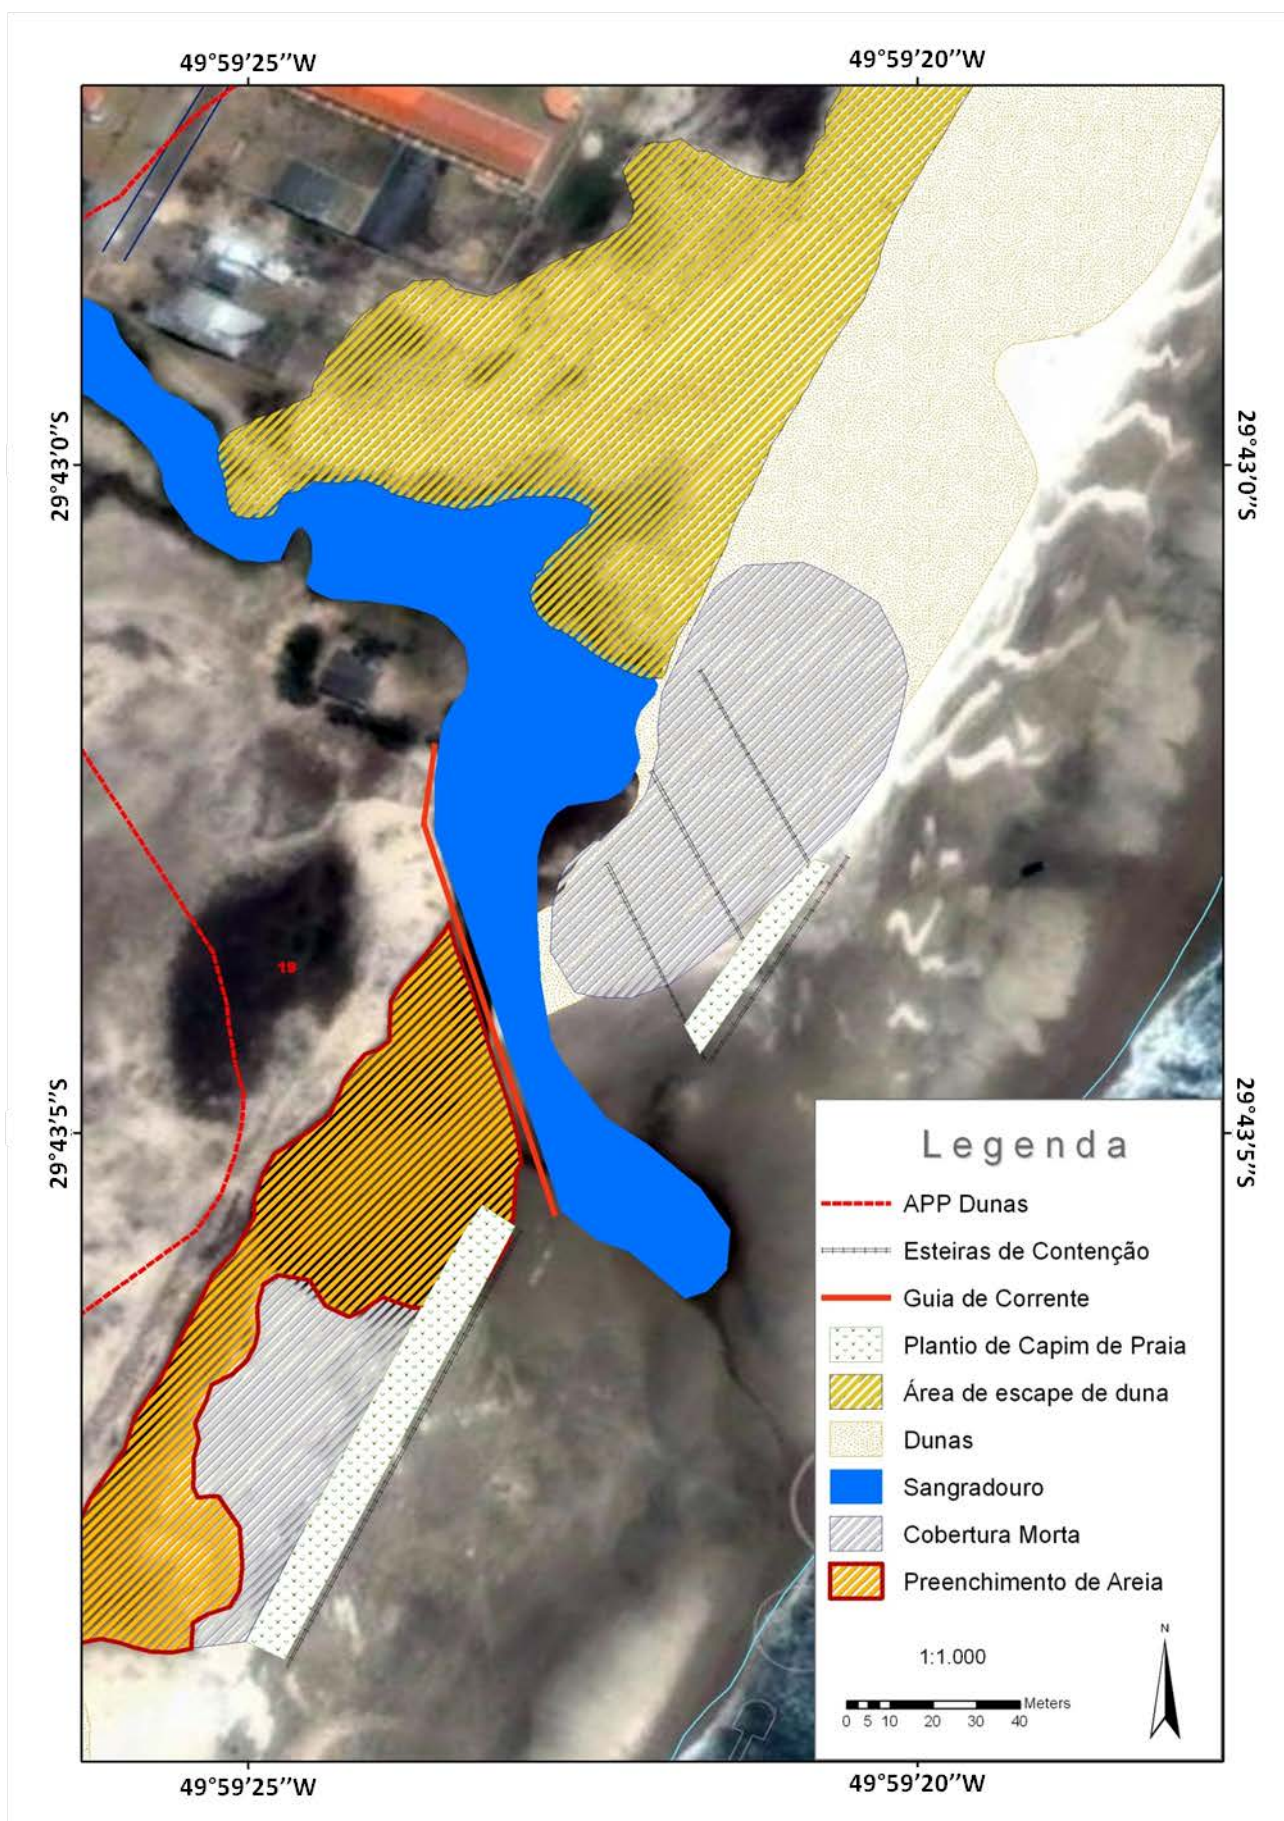 49°59'25''W
49°59'20''W
29°43'0''S
29°43'0''S
19
29°43'5''S
29°43'5''S
Legenda
APP Dunas
Esteiras de Contenção
Guia de Corrente
Plantio de Capim de Praia
Área de escape de duna
Dunas
Sangradouro
Cobertura Morta
Preenchimento de Areia
N
1:1.000
Meters
0 5 10 20 30 40
49°59'25''W
49°59'20''W